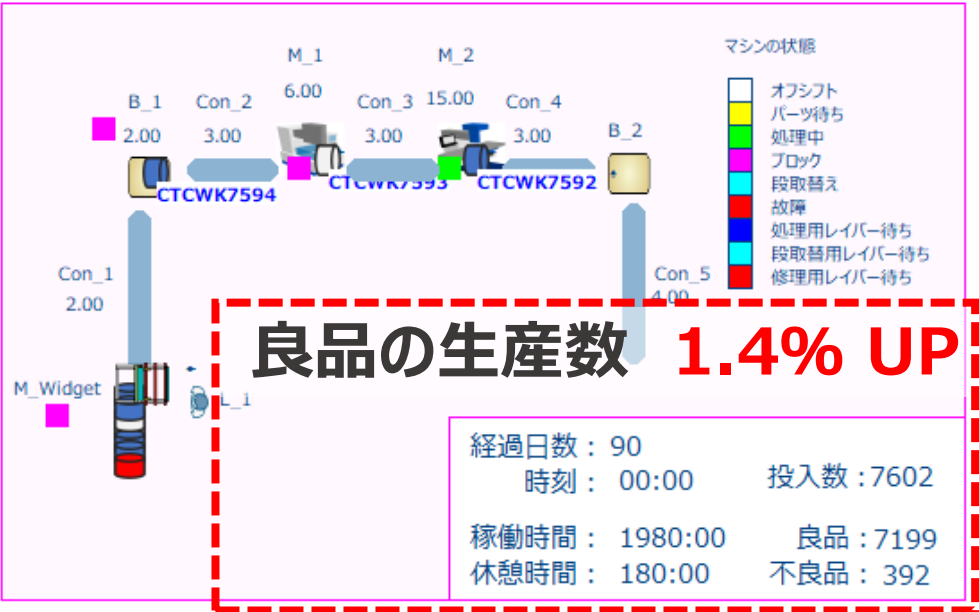 マシンの状態
M_1
M_2
6.00
15.00
B_1
Con_2
Con_3
Con_4
B_2
2.00
3.00
3.00
3.00
CTCWK7594
CTCWK7593
CTCWK7592
オフシフト
パーツ待ち
処理中
ブロック
段取替え
故障
処理用レイバー待ち
段取替用レイバー待ち
修理用レイバー待ち
Con_1
2.00
Con_5
4.00
良品の生産数 1.4% UP
M_Widget
L_1
経過日数: 90
時刻: 00:00
投入数:7602
稼働時間: 1980:00
良品:7199
休憩時間: 180:00
不良品: 392